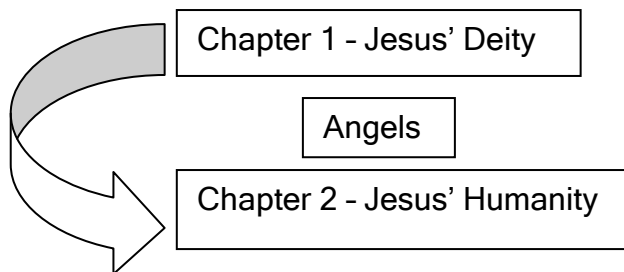 Chapter 1 – Jesus’ Deity
Angels
Chapter 2 – Jesus’ Humanity